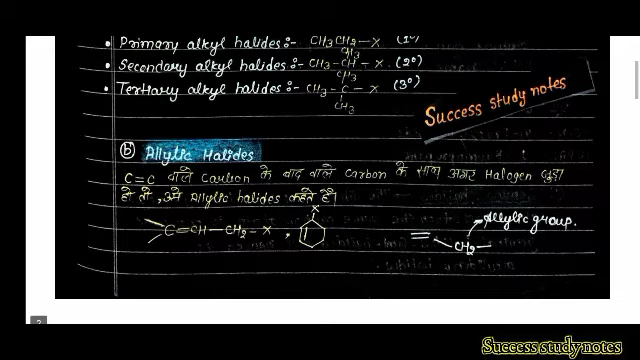 • Primary alkyl halides:- CH3CH2-X (1°)
• Secondary alkyl halides:- CH3-CH-X (2°)
CH3
• Tertiary alkyl halides:- CH3-C-X (3°)
CH3
CH3
Success study notes
ⓑ Allylic Halides
C=C वाले Carbon के बाद वाले Carbon के साथ अगर Halogen जुड़ा
हो तो, उसे Allylic halides कहते है।
C=CH-CH2-X ,
X
Allylic group.
CH2
2
Success study notes